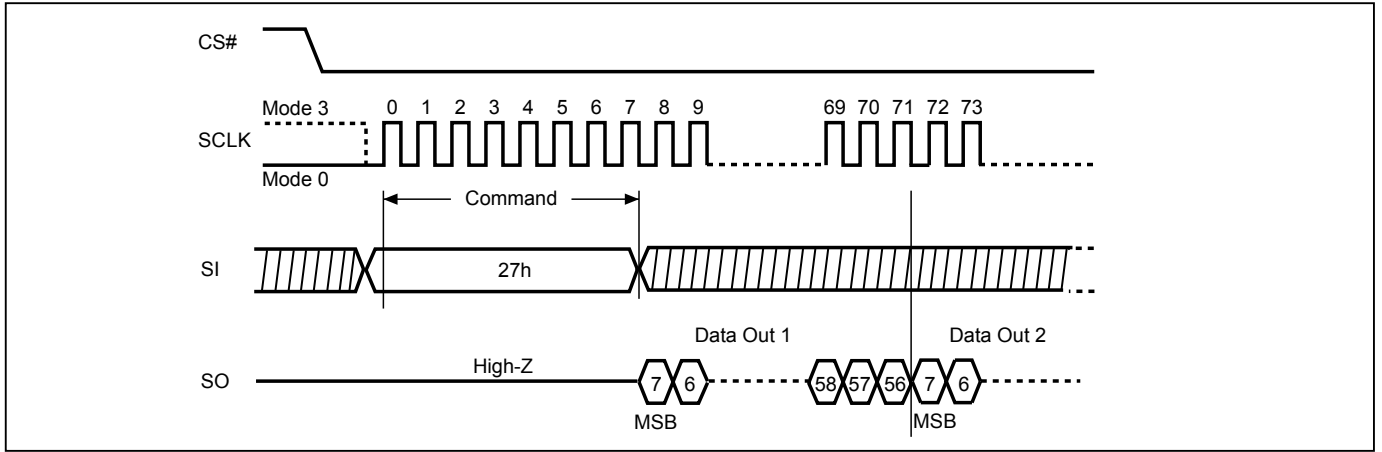 CS#
Mode 3
0 1 2 3 4 5 6 7 8 9 69 70 71 72 73
SCLK
Mode 0
Command
SI
27h
Data Out 1 Data Out 2
High-Z
SO
7 6 58 57 56 7 6
MSB MSB